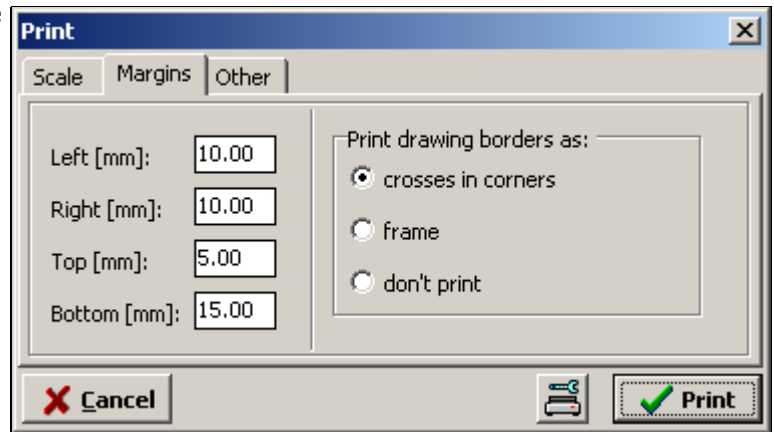 Print
Scale Margins Other
Left [mm]: 10.00
Right [mm]: 10.00
Top [mm]: 5.00
Bottom [mm]: 15.00
Print drawing borders as:
crosses in corners
frame
don't print
Cancel Print